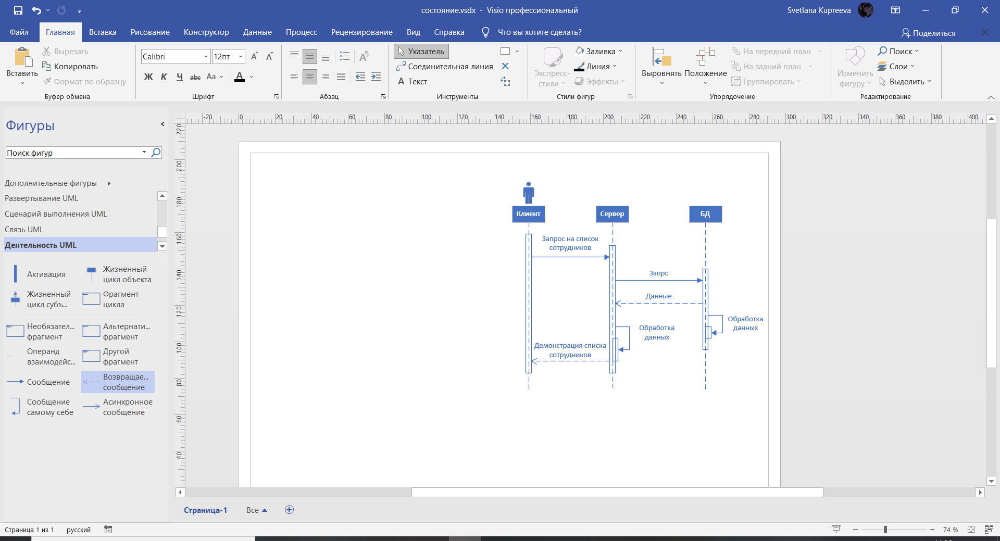 состояние.vsdx - Visio профессиональный
Svetlana Kupreeva
Файл
Главная
Вставка
Рисование
Конструктор
Данные
Процесс
Рецензирование
Вид
Справка
Что вы хотите сделать?
Поделиться
Вставить
Вырезать
Копировать
Формат по образцу
Буфер обмена
Calibri
12пт
Ж К Ч abc Aa A
Шрифт
Абзац
Указатель
Соединительная линия
A Текст
Инструменты
Экспресс-
стили
Заливка
Линия
Эффекты
Стили фигур
Выровнять
Положение
На передний план
На задний план
Группировать
Упорядочение
Изменить
фигуру
Поиск
Слои
Выделить
Редактирование
Фигуры
Поиск фигур
Дополнительные фигуры
Развертывание UML
Сценарий выполнения UML
Связь UML
Деятельность UML
Активация
Жизненный
цикл объекта
Жизненный
цикл субъ...
Фрагмент
цикла
Необязател...
фрагмент
Альтернати...
фрагмент
Операнд
взаимодейс...
Другой
фрагмент
Сообщение
Возвращае...
сообщение
Сообщение
самому себе
Асинхронное
сообщение
-20 0 20 40 60 80 100 120 140 160 180 200 220 240 260 280 300 320 340 360 380 400
220
200
180
160
140
120
100
80
60
40
Клиент
Сервер
БД
Запрос на список
сотрудников
Запрс
Данные
Обработка
данных
Обработка
данных
Демонстрация списка
сотрудников
Страница-1
Все
Страница 1 из 1
русский
74 %